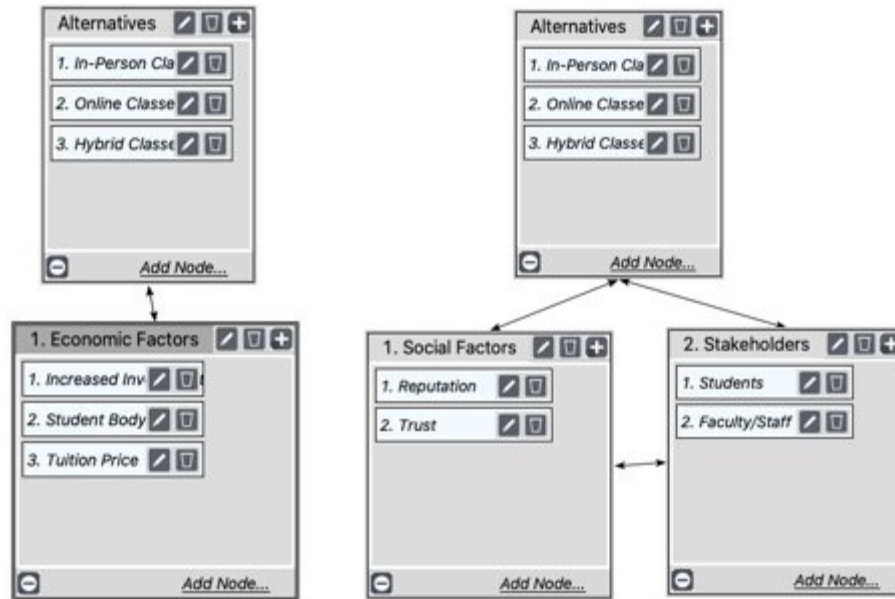 Alternatives
1. In-Person Cla
2. Online Classe
3. Hybrid Classe
Add Node...
1. Economic Factors
1. Increased Inv
2. Student Body
3. Tuition Price
Add Node...
Alternatives
1. In-Person Cla
2. Online Classe
3. Hybrid Classe
Add Node...
1. Social Factors
1. Reputation
2. Trust
Add Node...
2. Stakeholders
1. Students
2. Faculty/Staff
Add Node...